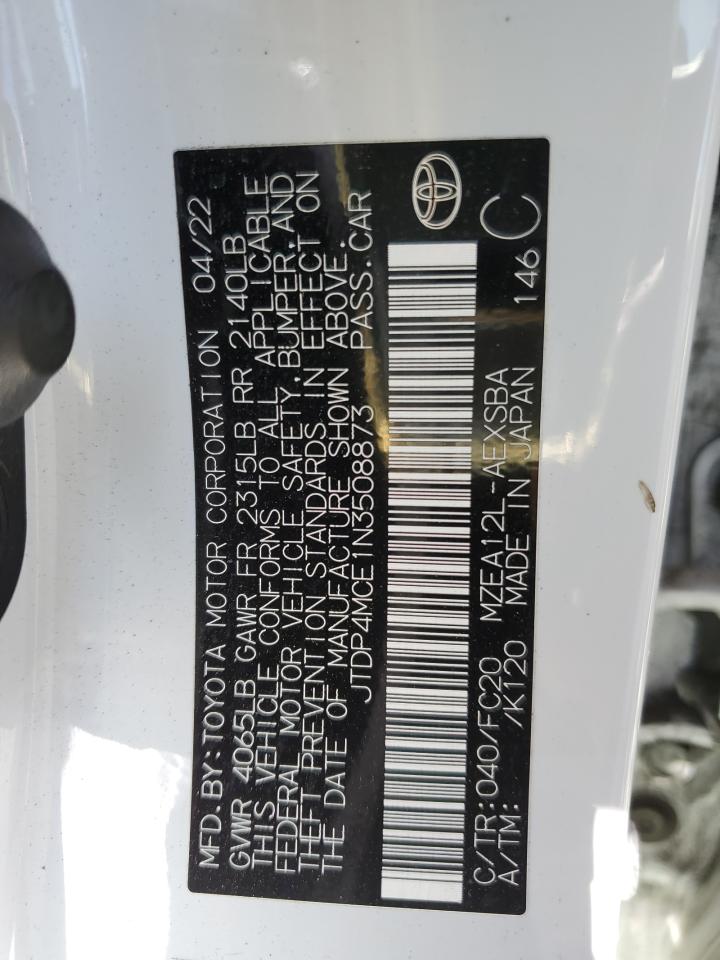 MFD. BY: TOYOTA MOTOR CORPORATION 04/22
GVWR 4065LB GAWR FR 2315LB RR 2140LB
THIS VEHICLE CONFORMS TO ALL APPLICABLE
FEDERAL MOTOR VEHICLE SAFETY, BUMPER, AND
THEFT PREVENTION STANDARDS IN EFFECT ON
THE DATE OF MANUFACTURE SHOWN ABOVE.
JTDP4MCE1N3508873 PASS. CAR
C/TR: 040/FC20 MZEA12L-AEXSBA 146 C
A/TM: /K120 MADE IN JAPAN